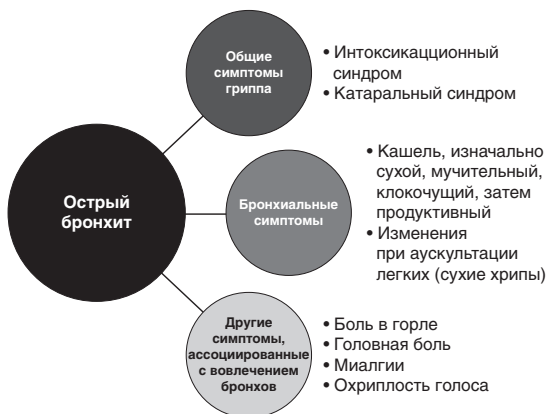 Острый
бронхит
Общие
симптомы
гриппа
• Интоксикацционный
синдром
• Катаральный синдром
Бронхиальные
симптомы
• Кашель, изначально
сухой, мучительный,
клокочущий, затем
продуктивный
• Изменения
при аускультации
легких (сухие хрипы)
Другие
симптомы,
ассоциированные
с вовлечением
бронхов
• Боль в горле
• Головная боль
• Миалгии
• Охриплость голоса